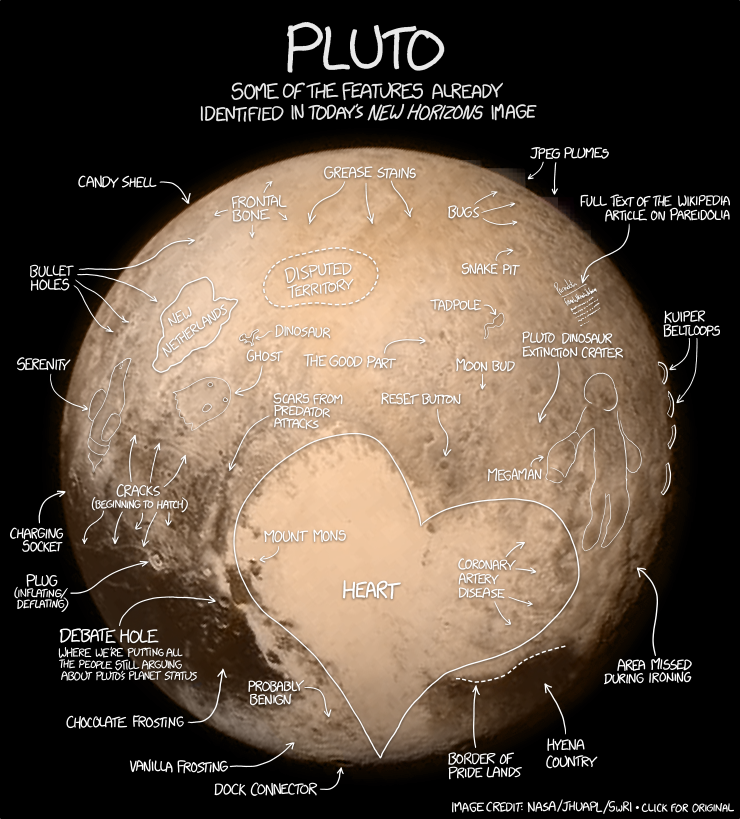 PLUTO
SOME OF THE FEATURES ALREADY
IDENTIFIED IN TODAY'S NEW HORIZONS IMAGE
JPEG PLUMES
CANDY SHELL
GREASE STAINS
FRONTAL
BONE
BUGS
FULL TEXT OF THE WIKIPEDIA
ARTICLE ON PAREIDOLIA
BULLET
HOLES
DISPUTED
TERRITORY
SNAKE PIT
NEW
NETHERLANDS
TADPOLE
KUIPER
BELTLOOPS
DINOSAUR
PLUTO DINOSAUR
EXTINCTION CRATER
GHOST
THE GOOD PART
MOON BUD
SERENITY
SCARS FROM
PREDATOR
ATTACKS
RESET BUTTON
MEGAMAN
CRACKS
(BEGINNING TO HATCH)
CHARGING
SOCKET
MOUNT MONS
HEART
CORONARY
ARTERY
DISEASE
PLUG
(INFLATING/
DEFLATING)
DEBATE HOLE
WHERE WE'RE PUTTING ALL
THE PEOPLE STILL ARGUING
ABOUT PLUTO'S PLANET STATUS
AREA MISSED
DURING IRONING
PROBABLY
BENIGN
CHOCOLATE FROSTING
VANILLA FROSTING
DOCK CONNECTOR
BORDER OF
PRIDE LANDS
HYENA
COUNTRY
IMAGE CREDIT: NASA/JHUAPL/SWRI • CLICK FOR ORIGINAL